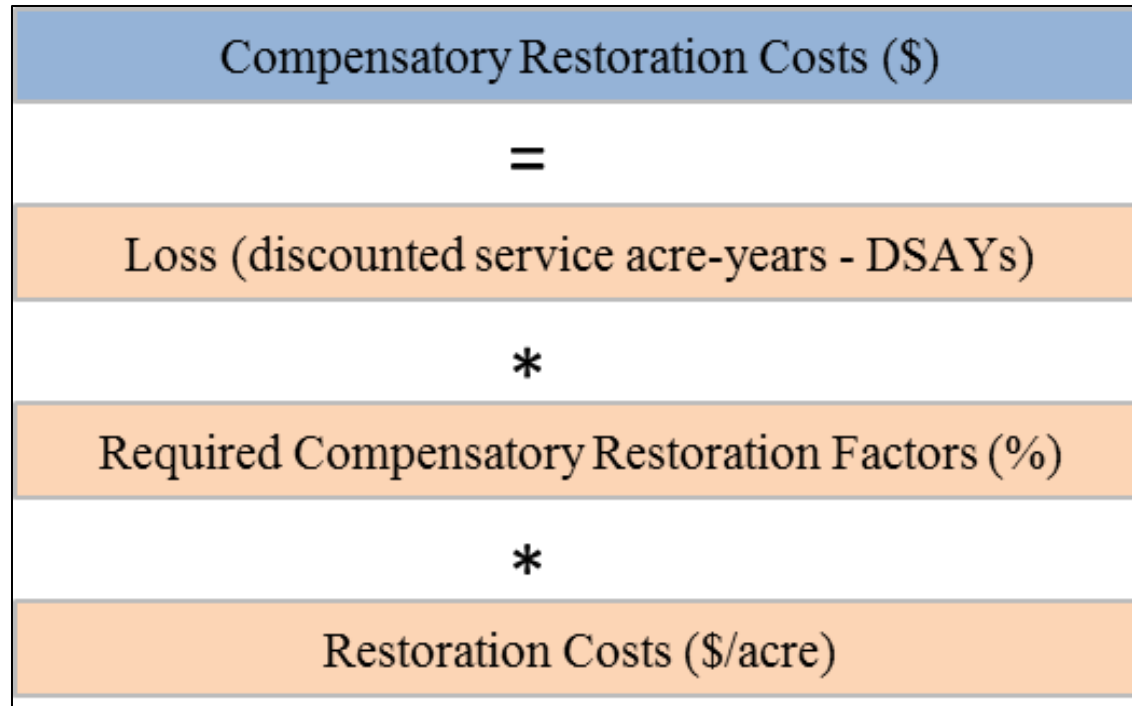 Compensatory Restoration Costs ($)
=
Loss (discounted service acre-years - DSAYs)
*
Required Compensatory Restoration Factors (%)
*
Restoration Costs ($/acre)